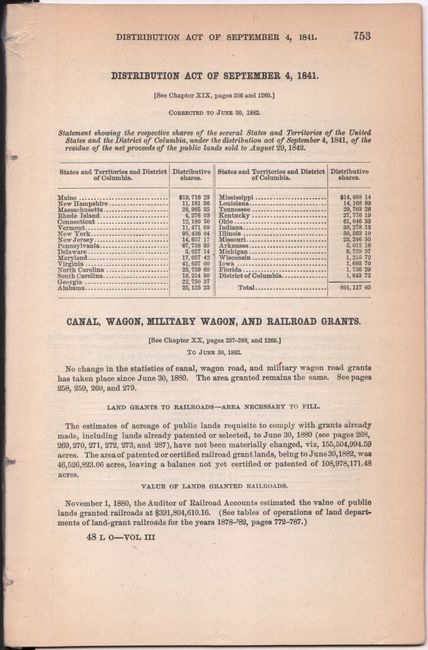 DISTRIBUTION ACT OF SEPTEMBER 4, 1841. 753
DISTRIBUTION ACT OF SEPTEMBER 4, 1841.
[See Chapter XIX, pages 256 and 1260.]
CORRECTED TO JUNE 30, 1882.
Statement showing the respective shares of the several States and Territories of the United
States and the District of Columbia, under the distribution act of September 4, 1841, of the
residue of the net proceeds of the public lands sold to August 29, 1842.
States and Territories and District of Columbia. Distributive shares. States and Territories and District of Columbia. Distributive shares.
Maine $19,716 23 Mississippi $14,088 14
New Hampshire 11,181 36 Louisiana 14,168 99
Massachusetts 28,985 35 Tennessee 29,703 28
Rhode Island 4,276 03 Kentucky 27,776 19
Connecticut 12,180 70 Ohio 61,046 33
Vermont 11,471 09 Indiana 30,278 13
New York 95,436 04 Illinois 50,563 10
New Jersey 14,607 17 Missouri 23,246 55
Pennsylvania 67,738 95 Arkansas 5,012 16
Delaware 3,027 14 Michigan 9,729 57
Maryland 17,057 42 Wisconsin 1,215 72
Virginia 41,637 00 Iowa 1,693 70
North Carolina 25,739 60 Florida 1,736 29
South Carolina 18,214 90 District of Columbia 1,643 72
Georgia 22,750 37
Alabama 25,125 23 Total 691,117 05
CANAL, WAGON, MILITARY WAGON, AND RAILROAD GRANTS.
[See Chapter XX, pages 257-288, and 1260.]
TO JUNE 30, 1882.
No change in the statistics of canal, wagon road, and military wagon road grants
has taken place since June 30, 1880. The area granted remains the same. See pages
258, 259, 260, and 279.
LAND GRANTS TO RAILROADS—AREA NECESSARY TO FILL.
The estimates of acreage of public lands requisite to comply with grants already
made, including lands already patented or selected, to June 30, 1880 (see pages 268,
269, 270, 271, 272, 273, and 287), have not been materially changed, viz, 155,504,994.59
acres. The area of patented or certified railroad grant lands, being to June 30, 1882, was
46,526,823.06 acres, leaving a balance not yet certified or patented of 108,978,171.48
acres.
VALUE OF LANDS GRANTED RAILROADS.
November 1, 1880, the Auditor of Railroad Accounts estimated the value of public
lands granted railroads at $391,804,610.16. (See tables of operations of land depart-
ments of land-grant railroads for the years 1878-'82, pages 772-787.)
48 L O—VOL III